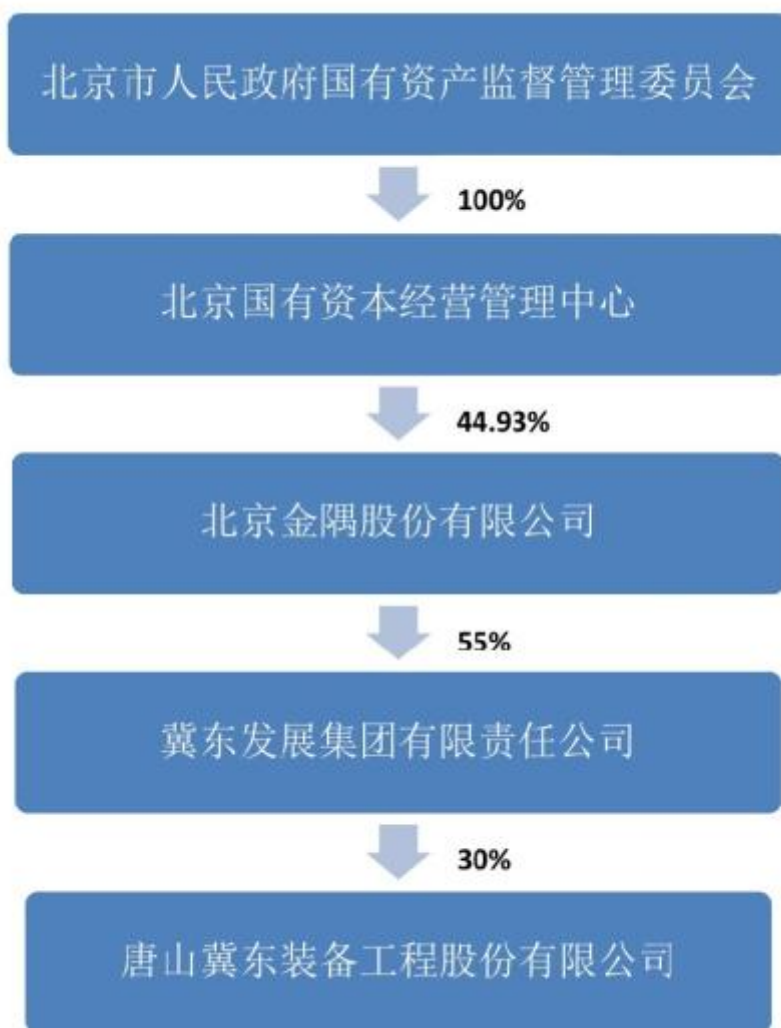 北京市人民政府国有资产监督管理委员会
100%
北京国有资本经营管理中心
44.93%
北京金隅股份有限公司
55%
冀东发展集团有限责任公司
30%
唐山冀东装备工程股份有限公司